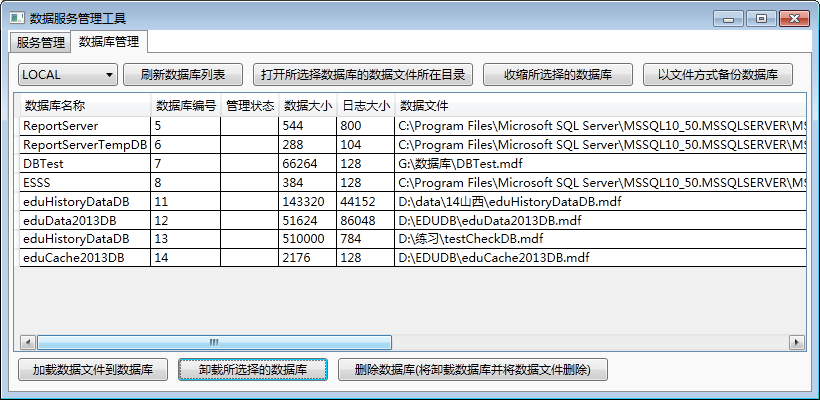 数据服务管理工具
服务管理 数据库管理
LOCAL 刷新数据库列表 打开所选择数据库的数据文件所在目录 收缩所选择的数据库 以文件方式备份数据库
数据库名称 数据库编号 管理状态 数据大小 日志大小 数据文件
ReportServer 5 544 800 C:\Program Files\Microsoft SQL Server\MSSQL10_50.MSSQLSERVER\MS
ReportServerTempDB 6 288 104 C:\Program Files\Microsoft SQL Server\MSSQL10_50.MSSQLSERVER\MS
DBTest 7 66264 128 G:\数据库\DBTest.mdf
ESSS 8 384 128 C:\Program Files\Microsoft SQL Server\MSSQL10_50.MSSQLSERVER\MS
eduHistoryDataDB 11 143320 44152 D:\data\14山西\eduHistoryDataDB.mdf
eduData2013DB 12 51624 86048 D:\EDUDB\eduData2013DB.mdf
eduHistoryDataDB 13 510000 784 D:\练习\testCheckDB.mdf
eduCache2013DB 14 2176 128 D:\EDUDB\eduCache2013DB.mdf
加载数据文件到数据库 卸载所选择的数据库 删除数据库(将卸载数据库并将数据文件删除)